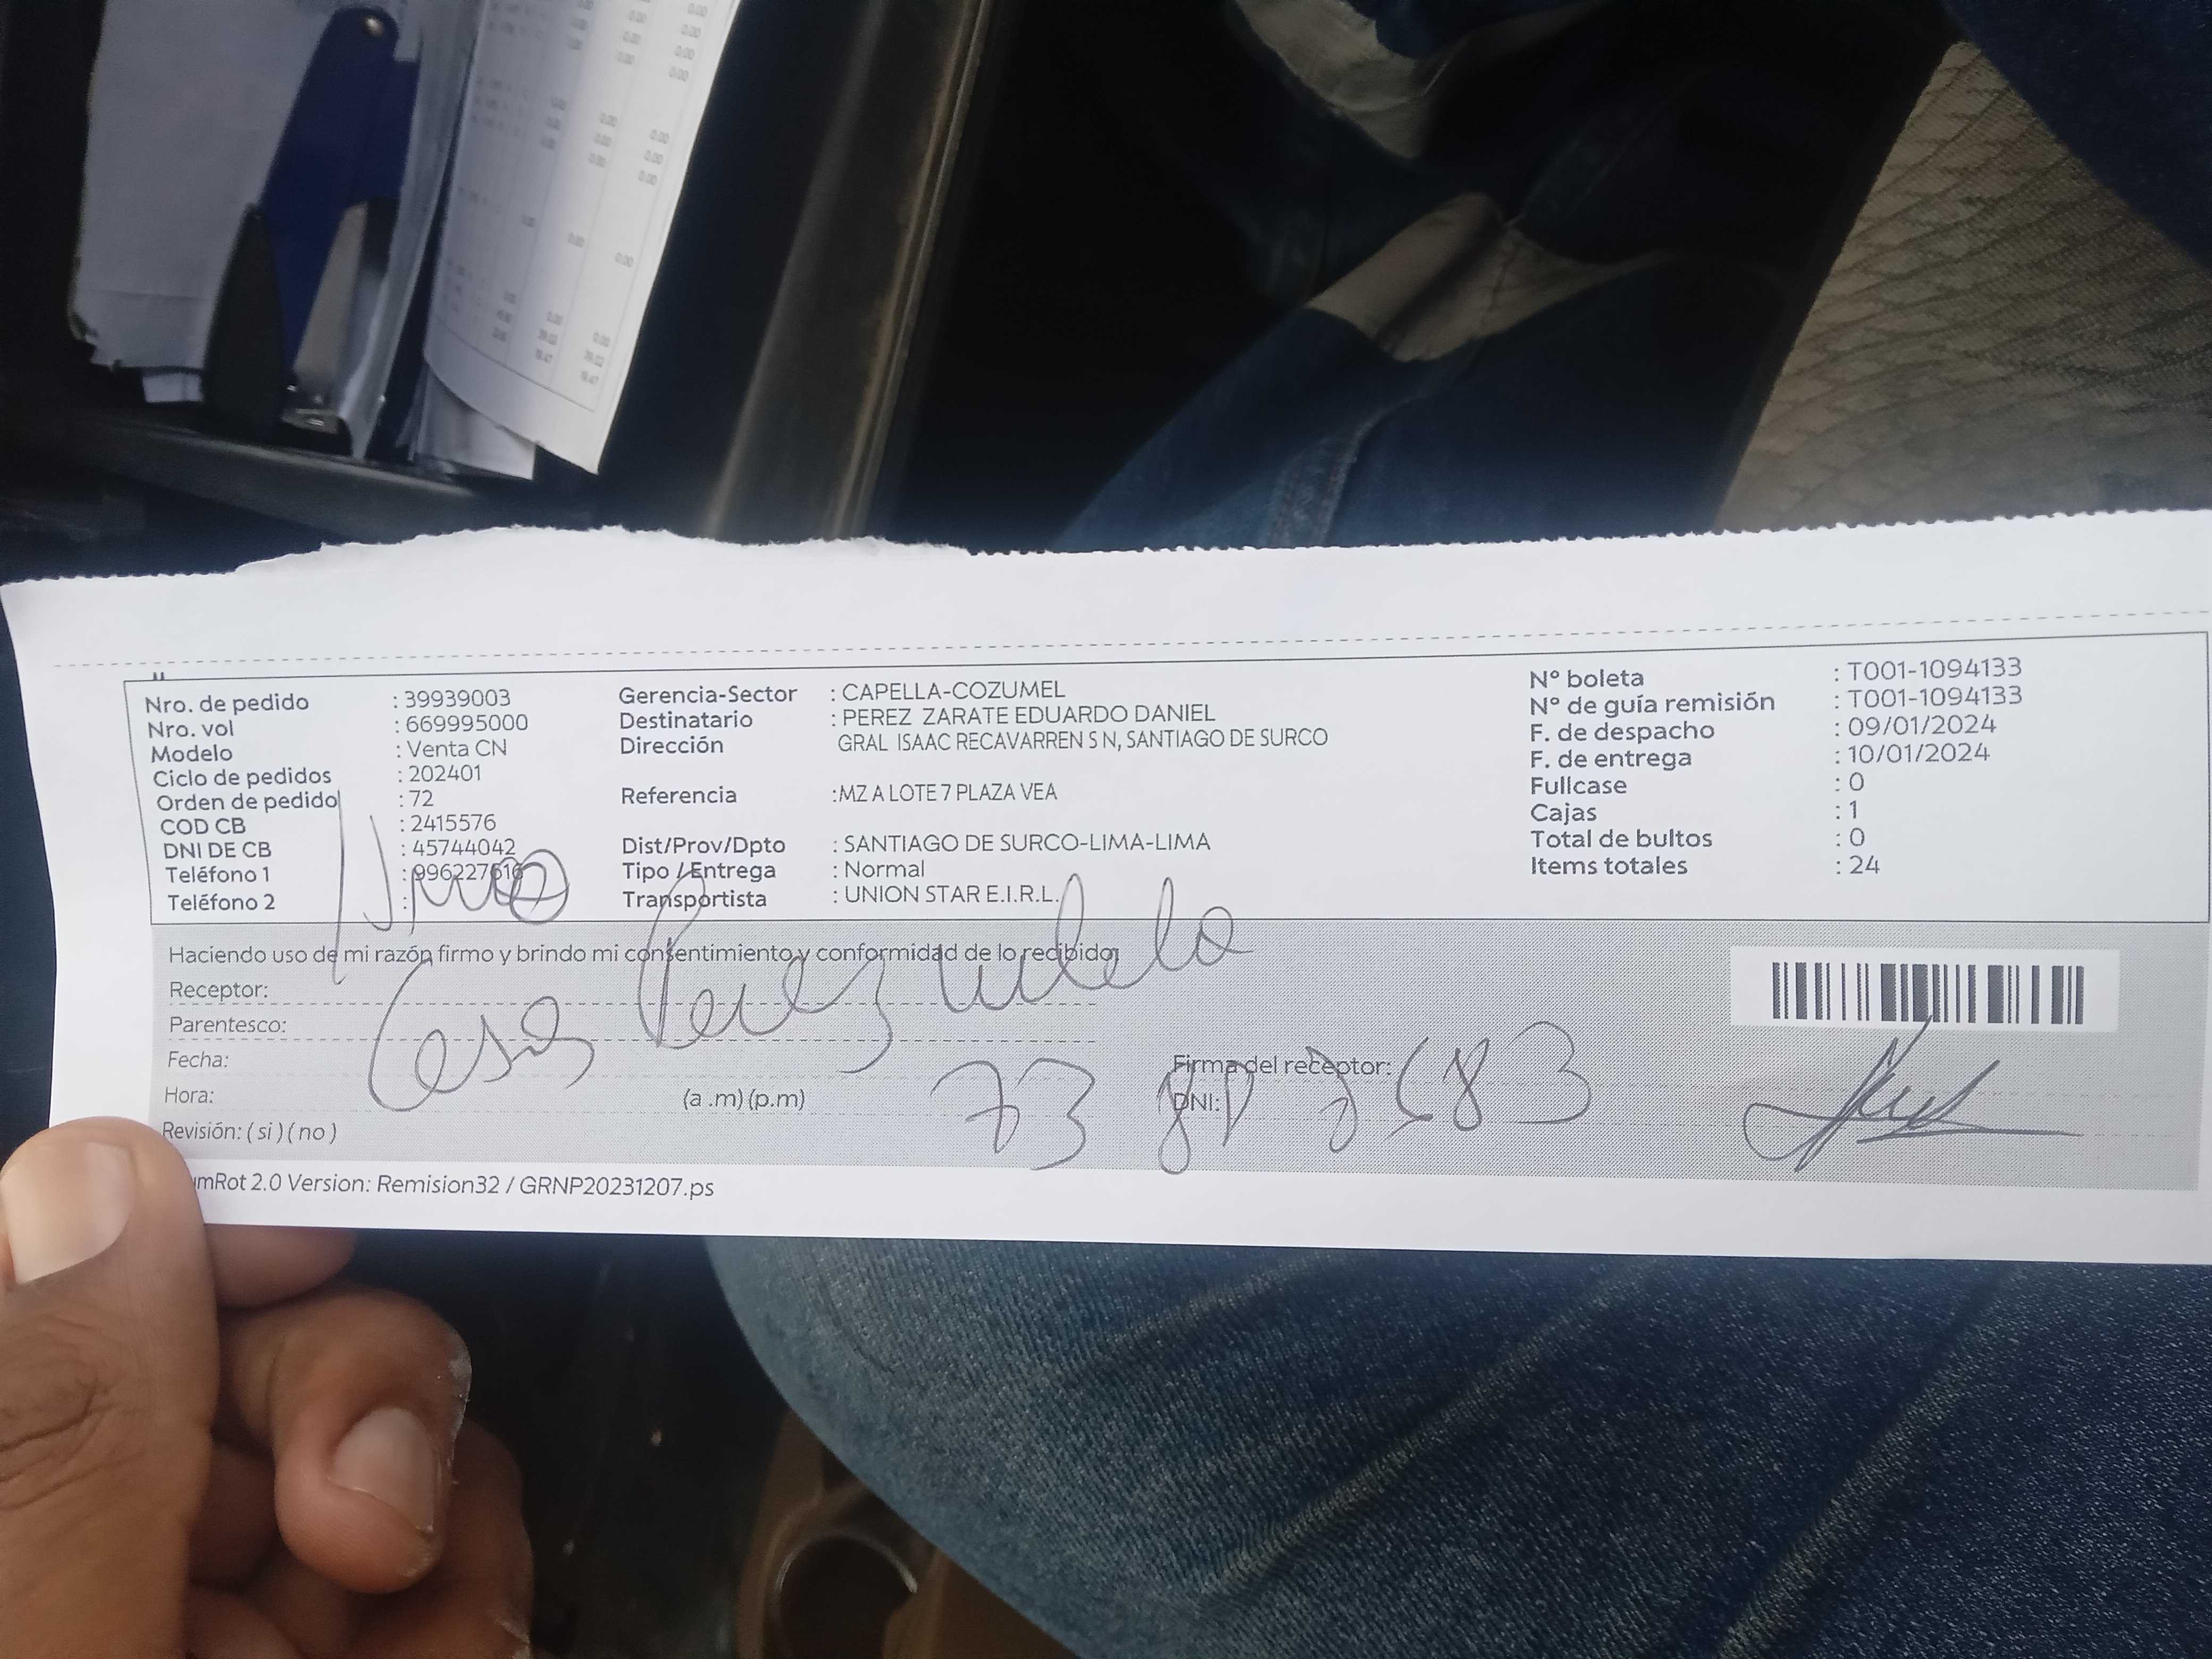 Nro. de pedido : 39939003
Nro. vol : 669995000
Modelo : Venta CN
Ciclo de pedidos : 202401
Orden de pedido : 72
COD CB : 2415576
DNI DE CB : 45744042
Teléfono 1 : 996227616
Teléfono 2 :
Gerencia-Sector : CAPELLA-COZUMEL
Destinatario : PEREZ ZARATE EDUARDO DANIEL
Dirección GRAL ISAAC RECAVARREN S N, SANTIAGO DE SURCO
Referencia :MZ A LOTE 7 PLAZA VEA
Dist/Prov/Dpto : SANTIAGO DE SURCO-LIMA-LIMA
Tipo / Entrega : Normal
Transportista : UNION STAR E.I.R.L.
N° boleta : T001-1094133
N° de guía remisión : T001-1094133
F. de despacho : 09/01/2024
F. de entrega : 10/01/2024
Fullcase : 0
Cajas : 1
Total de bultos : 0
Items totales : 24
Haciendo uso de mi razón firmo y brindo mi consentimiento y conformidad de lo recibido
Receptor:
Perez
Parentesco:
Fecha:
Firma del receptor:
Hora: (a .m) (p.m)
DNI:
Revisión: ( si ) ( no )
mRot 2.0 Version: Remision32 / GRNP20231207.ps